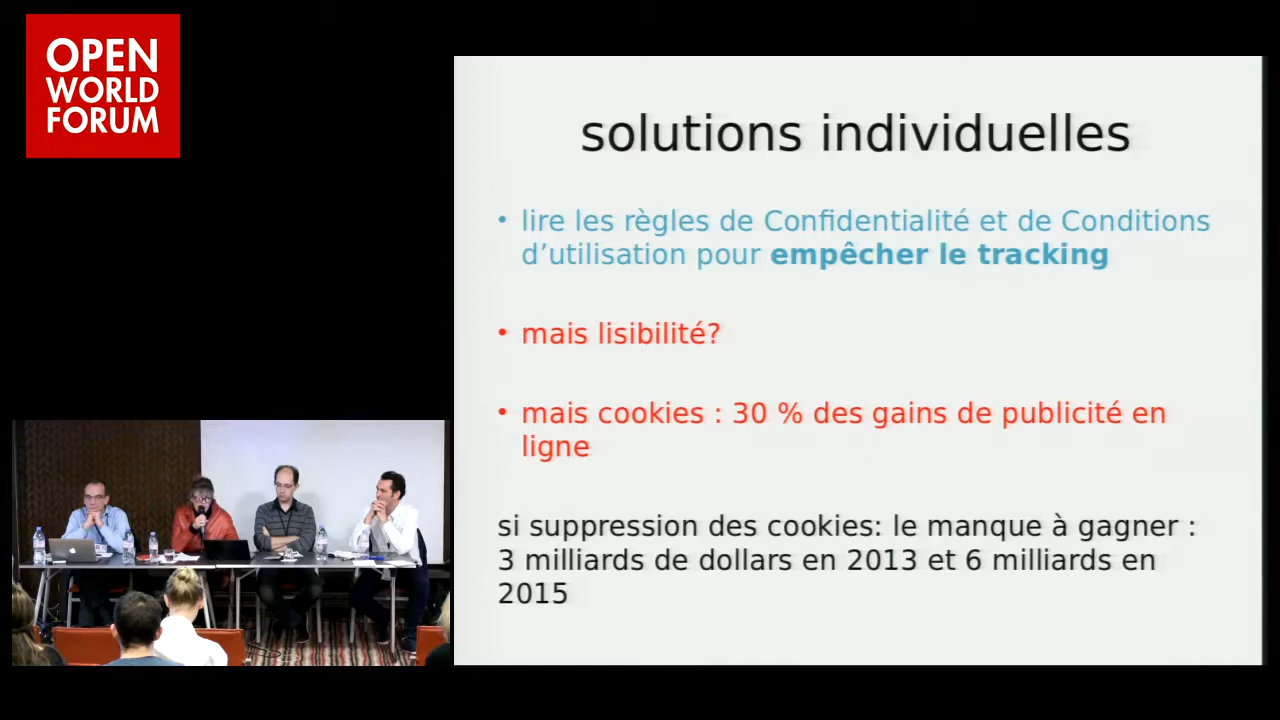 OPEN
WORLD
FORUM
solutions individuelles
• lire les règles de Confidentialité et de Conditions
d’utilisation pour empêcher le tracking
• mais lisibilité?
• mais cookies : 30 % des gains de publicité en
ligne
si suppression des cookies: le manque à gagner :
3 milliards de dollars en 2013 et 6 milliards en
2015